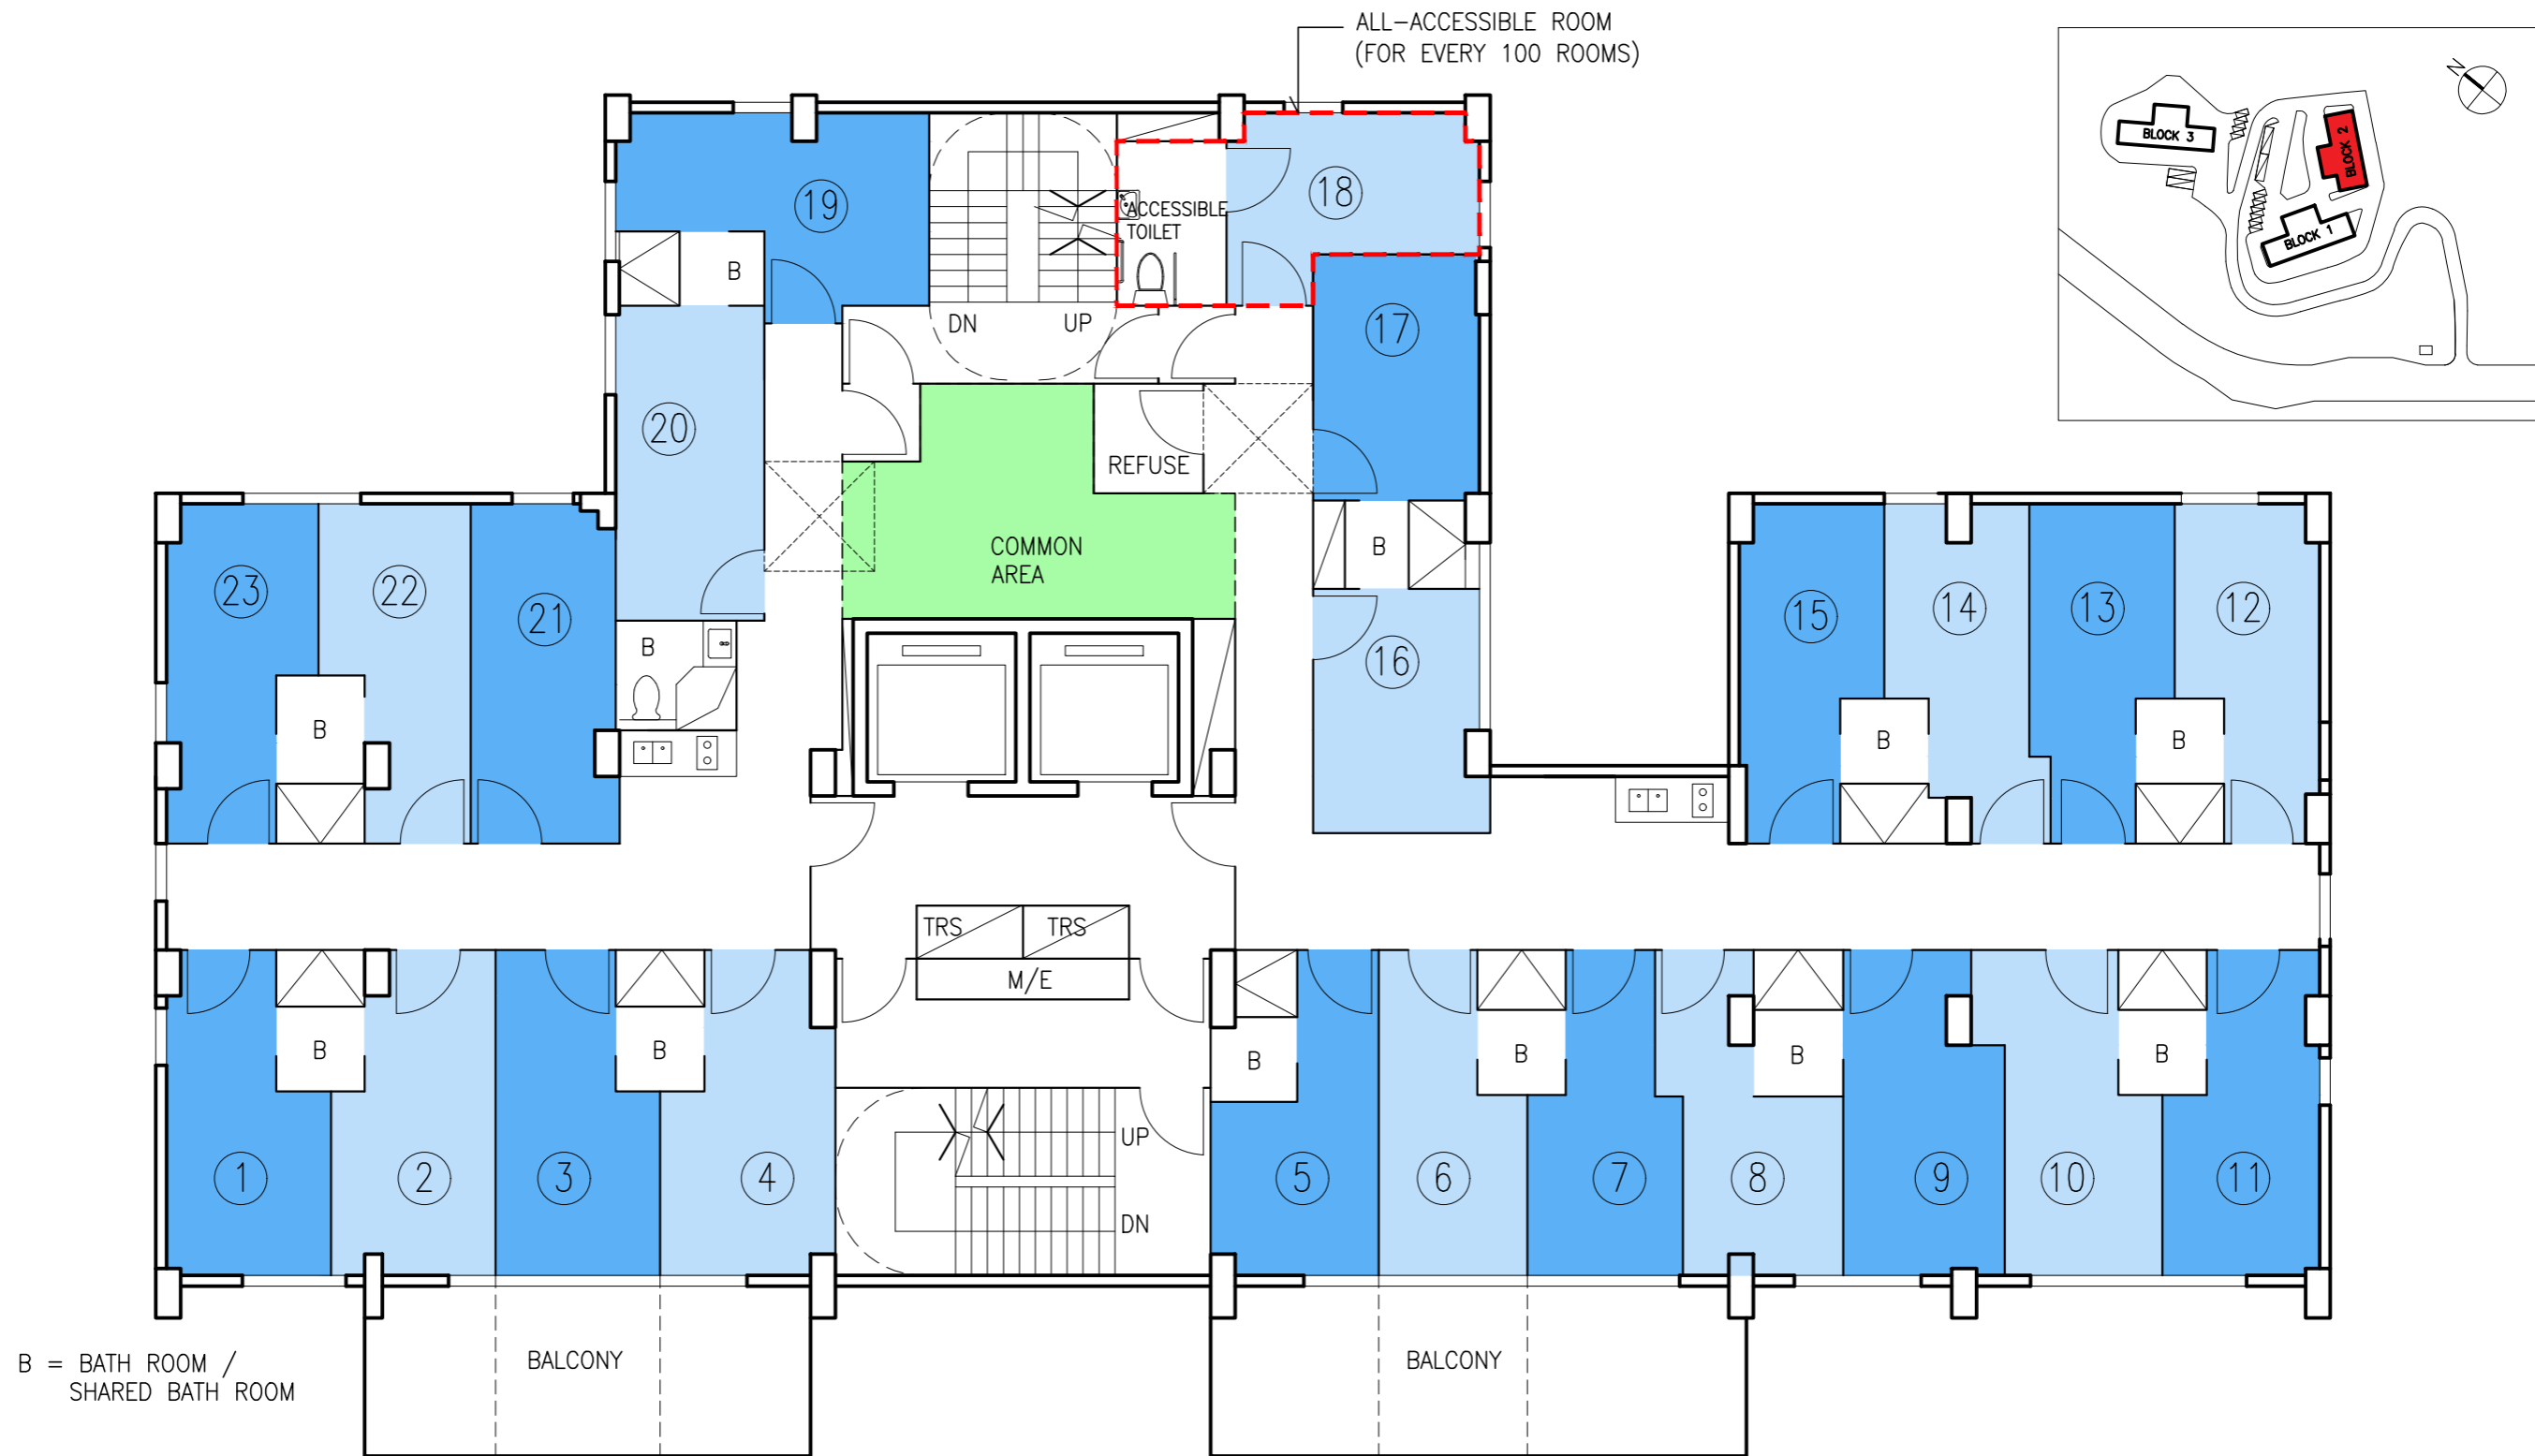 ALL-ACCESSIBLE ROOM
(FOR EVERY 100 ROOMS)
N
BLOCK 3
BLOCK 2
BLOCK 1
19
18
ACCESSIBLE
TOILET
B
DN
UP
17
20
REFUSE
COMMON
AREA
B
23
22
21
15
14
13
12
B
16
B
B
B
TRS
TRS
M/E
B
B
B
B
B
B
UP
DN
1
2
3
4
5
6
7
8
9
10
11
BALCONY
BALCONY
B = BATH ROOM /
SHARED BATH ROOM